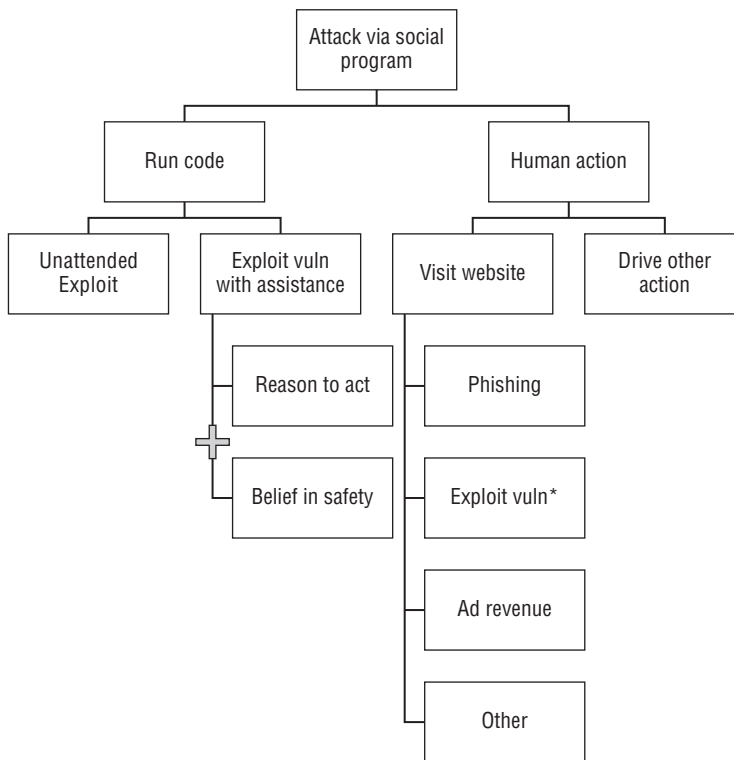 Attack via social
program
Run code
Human action
Unattended
Exploit
Exploit vuln
with assistance
Visit website
Drive other
action
Reason to act
Phishing
Belief in safety
Exploit vuln*
Ad revenue
Other